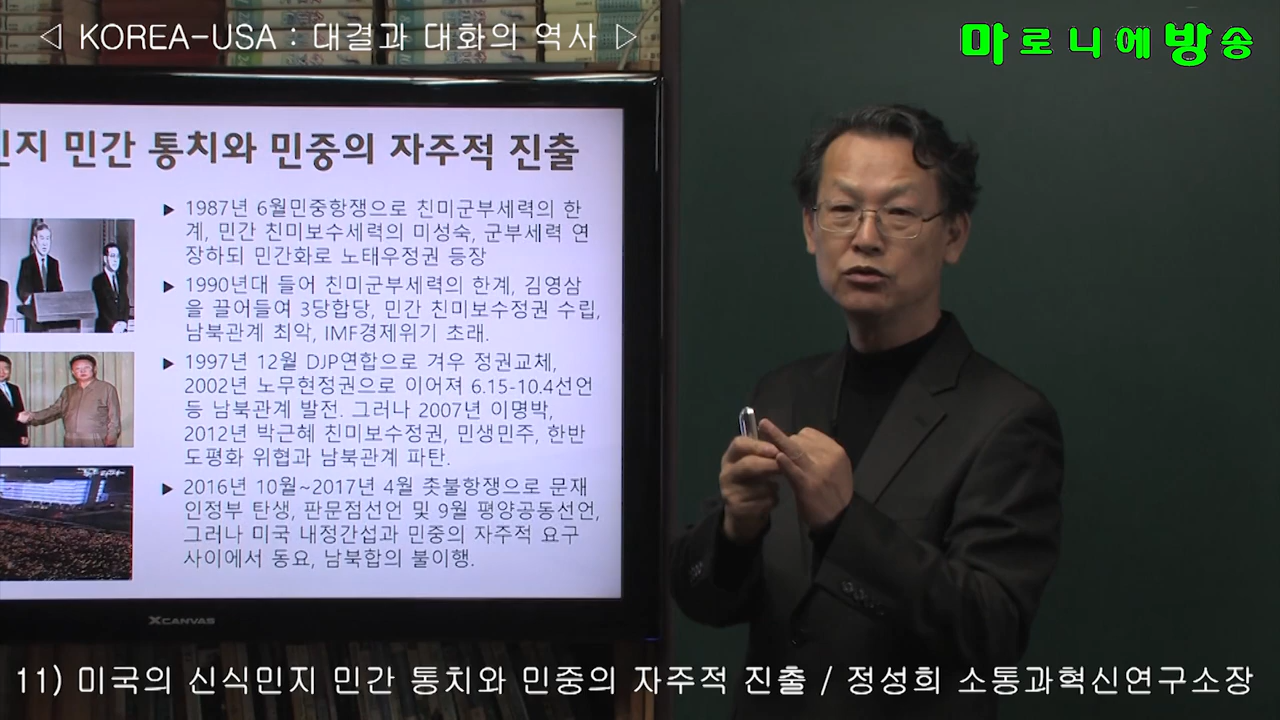 ◁ KOREA-USA : 대결과 대화의 역사 ▷
마로니에방송
지 민간 통치와 민중의 자주적 진출
▶ 1987년 6월민중항쟁으로 친미군부세력의 한
계, 민간 친미보수세력의 미성숙, 군부세력 연
장하되 민간화로 노태우정권 등장
▶ 1990년대 들어 친미군부세력의 한계, 김영삼
을 끌어들여 3당합당, 민간 친미보수정권 수립,
남북관계 최악, IMF경제위기 초래.
▶ 1997년 12월 DJP연합으로 겨우 정권교체,
2002년 노무현정권으로 이어져 6.15-10.4선언
등 남북관계 발전. 그러나 2007년 이명박,
2012년 박근혜 친미보수정권, 민생민주, 한반
도평화 위협과 남북관계 파탄.
▶ 2016년 10월~2017년 4월 촛불항쟁으로 문재
인정부 탄생, 판문점선언 및 9월 평양공동선언,
그러나 미국 내정간섭과 민중의 자주적 요구
사이에서 동요, 남북합의 불이행.
XCANVAS
11) 미국의 신식민지 민간 통치와 민중의 자주적 진출 / 정성희 소통과혁신연구소장